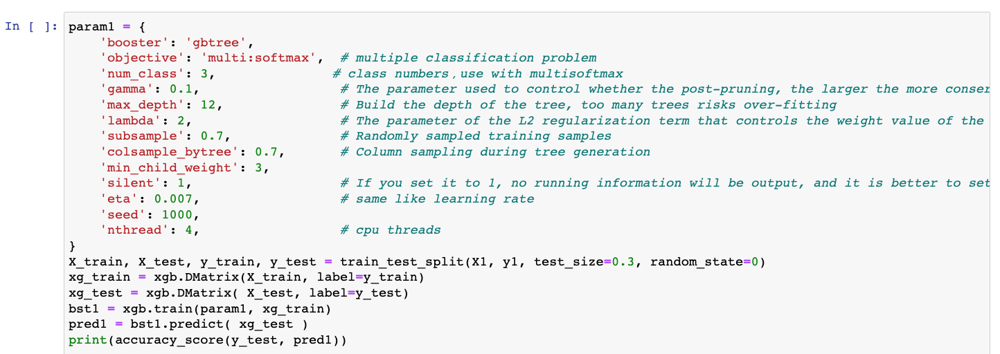 In [ ]: param1 = {
'booster': 'gbtree',
'objective': 'multi:softmax',  # multiple classification problem
'num_class': 3,               # class numbers，use with multisoftmax
'gamma': 0.1,                  # The parameter used to control whether the post-pruning, the larger the more conser
'max_depth': 12,               # Build the depth of the tree, too many trees risks over-fitting
'lambda': 2,                   # The parameter of the L2 regularization term that controls the weight value of the
'subsample': 0.7,              # Randomly sampled training samples
'colsample_bytree': 0.7,       # Column sampling during tree generation
'min_child_weight': 3,
'silent': 1,                   # If you set it to 1, no running information will be output, and it is better to set
'eta': 0.007,                  # same like learning rate
'seed': 1000,
'nthread': 4,                  # cpu threads
}
X_train, X_test, y_train, y_test = train_test_split(X1, y1, test_size=0.3, random_state=0)
xg_train = xgb.DMatrix(X_train, label=y_train)
xg_test = xgb.DMatrix( X_test, label=y_test)
bst1 = xgb.train(param1, xg_train)
pred1 = bst1.predict( xg_test )
print(accuracy_score(y_test, pred1))